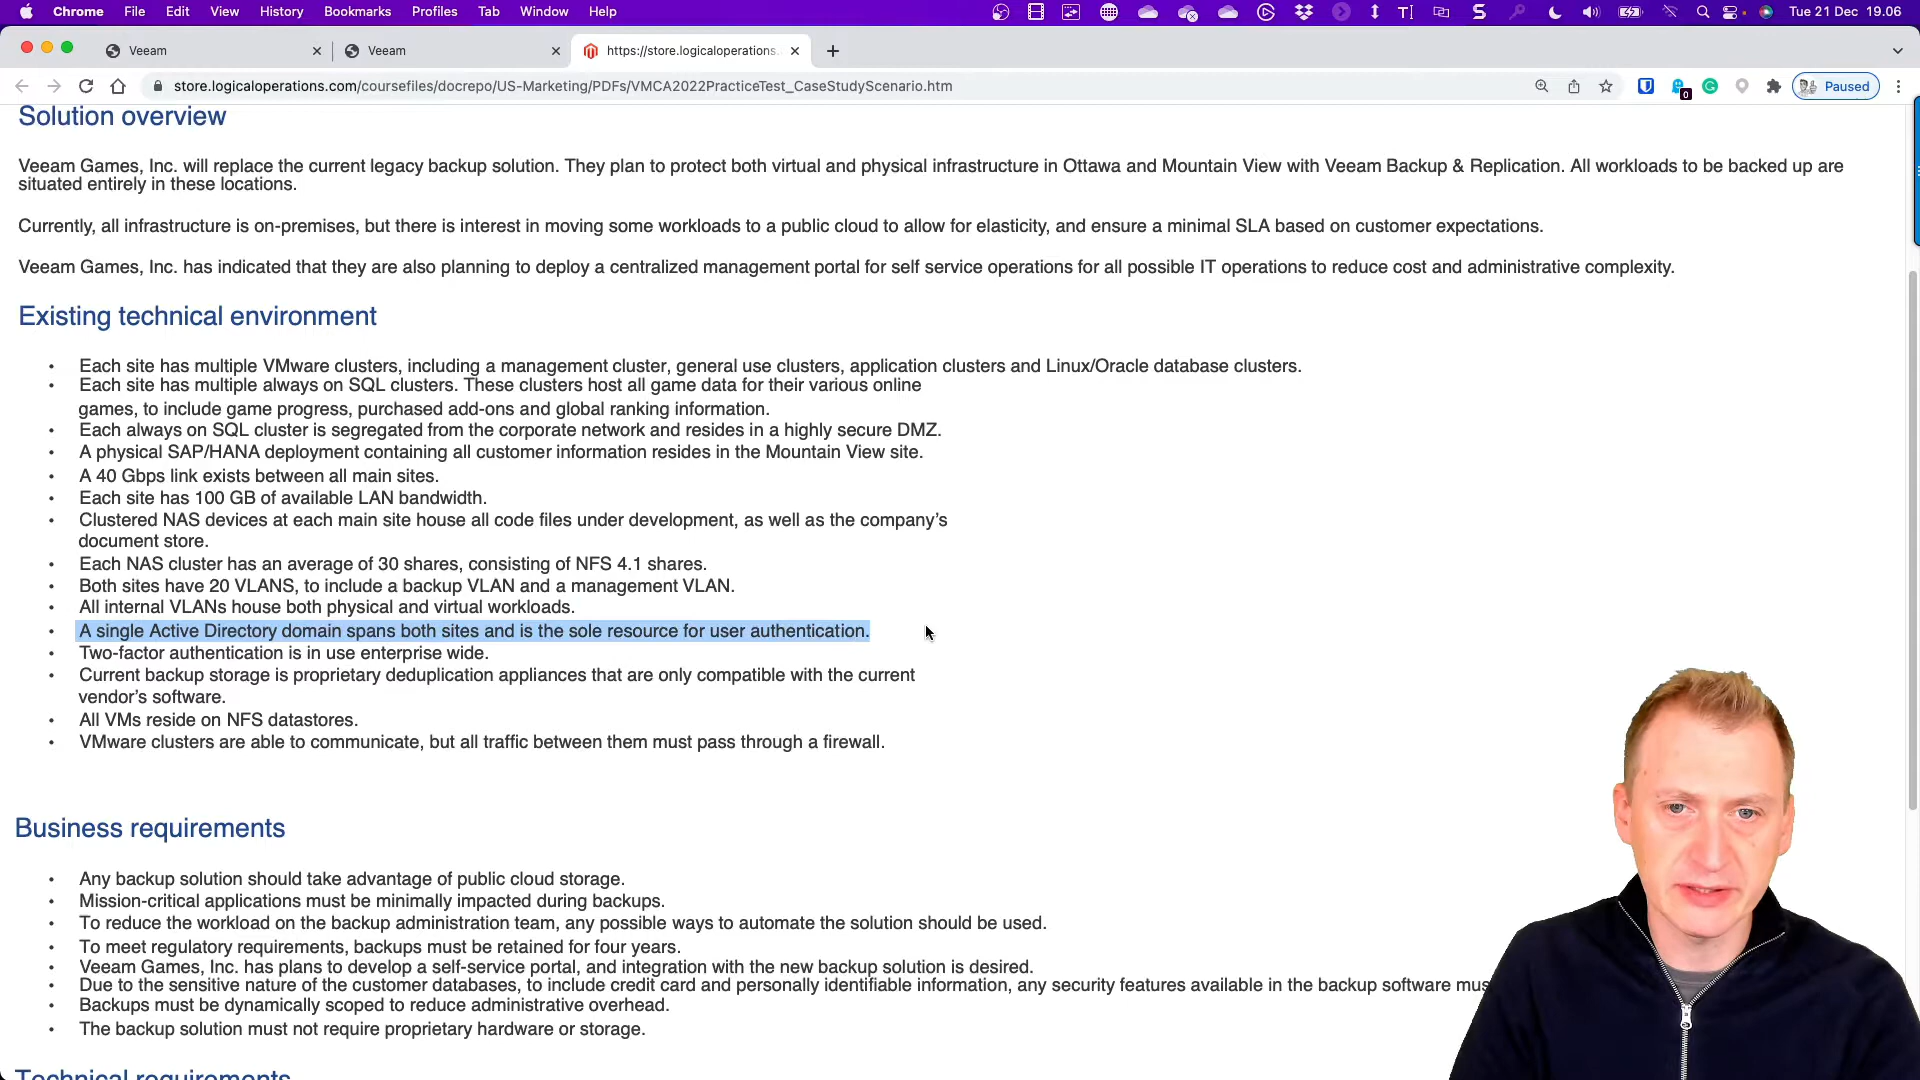 Chrome File Edit View History Bookmarks Profiles Tab Window Help Tue 21 Dec 19.06
Veeam Veeam https://store.logicaloperations.
store.logicaloperations.com/coursefiles/docrepo/US-Marketing/PDFs/VMCA2022PracticeTest_CaseStudyScenario.htm 0 Paused
Solution overview
Veeam Games, Inc. will replace the current legacy backup solution. They plan to protect both virtual and physical infrastructure in Ottawa and Mountain View with Veeam Backup & Replication. All workloads to be backed up are
situated entirely in these locations.
Currently, all infrastructure is on-premises, but there is interest in moving some workloads to a public cloud to allow for elasticity, and ensure a minimal SLA based on customer expectations.
Veeam Games, Inc. has indicated that they are also planning to deploy a centralized management portal for self service operations for all possible IT operations to reduce cost and administrative complexity.
Existing technical environment
• Each site has multiple VMware clusters, including a management cluster, general use clusters, application clusters and Linux/Oracle database clusters.
• Each site has multiple always on SQL clusters. These clusters host all game data for their various online
games, to include game progress, purchased add-ons and global ranking information.
• Each always on SQL cluster is segregated from the corporate network and resides in a highly secure DMZ.
• A physical SAP/HANA deployment containing all customer information resides in the Mountain View site.
• A 40 Gbps link exists between all main sites.
• Each site has 100 GB of available LAN bandwidth.
• Clustered NAS devices at each main site house all code files under development, as well as the company's
document store.
• Each NAS cluster has an average of 30 shares, consisting of NFS 4.1 shares.
• Both sites have 20 VLANS, to include a backup VLAN and a management VLAN.
• All internal VLANs house both physical and virtual workloads.
• A single Active Directory domain spans both sites and is the sole resource for user authentication.
• Two-factor authentication is in use enterprise wide.
• Current backup storage is proprietary deduplication appliances that are only compatible with the current
vendor's software.
• All VMs reside on NFS datastores.
• VMware clusters are able to communicate, but all traffic between them must pass through a firewall.
Business requirements
• Any backup solution should take advantage of public cloud storage.
• Mission-critical applications must be minimally impacted during backups.
• To reduce the workload on the backup administration team, any possible ways to automate the solution should be used.
• To meet regulatory requirements, backups must be retained for four years.
• Veeam Games, Inc. has plans to develop a self-service portal, and integration with the new backup solution is desired.
• Due to the sensitive nature of the customer databases, to include credit card and personally identifiable information, any security features available in the backup software mus
• Backups must be dynamically scoped to reduce administrative overhead.
• The backup solution must not require proprietary hardware or storage.
Technical requirements